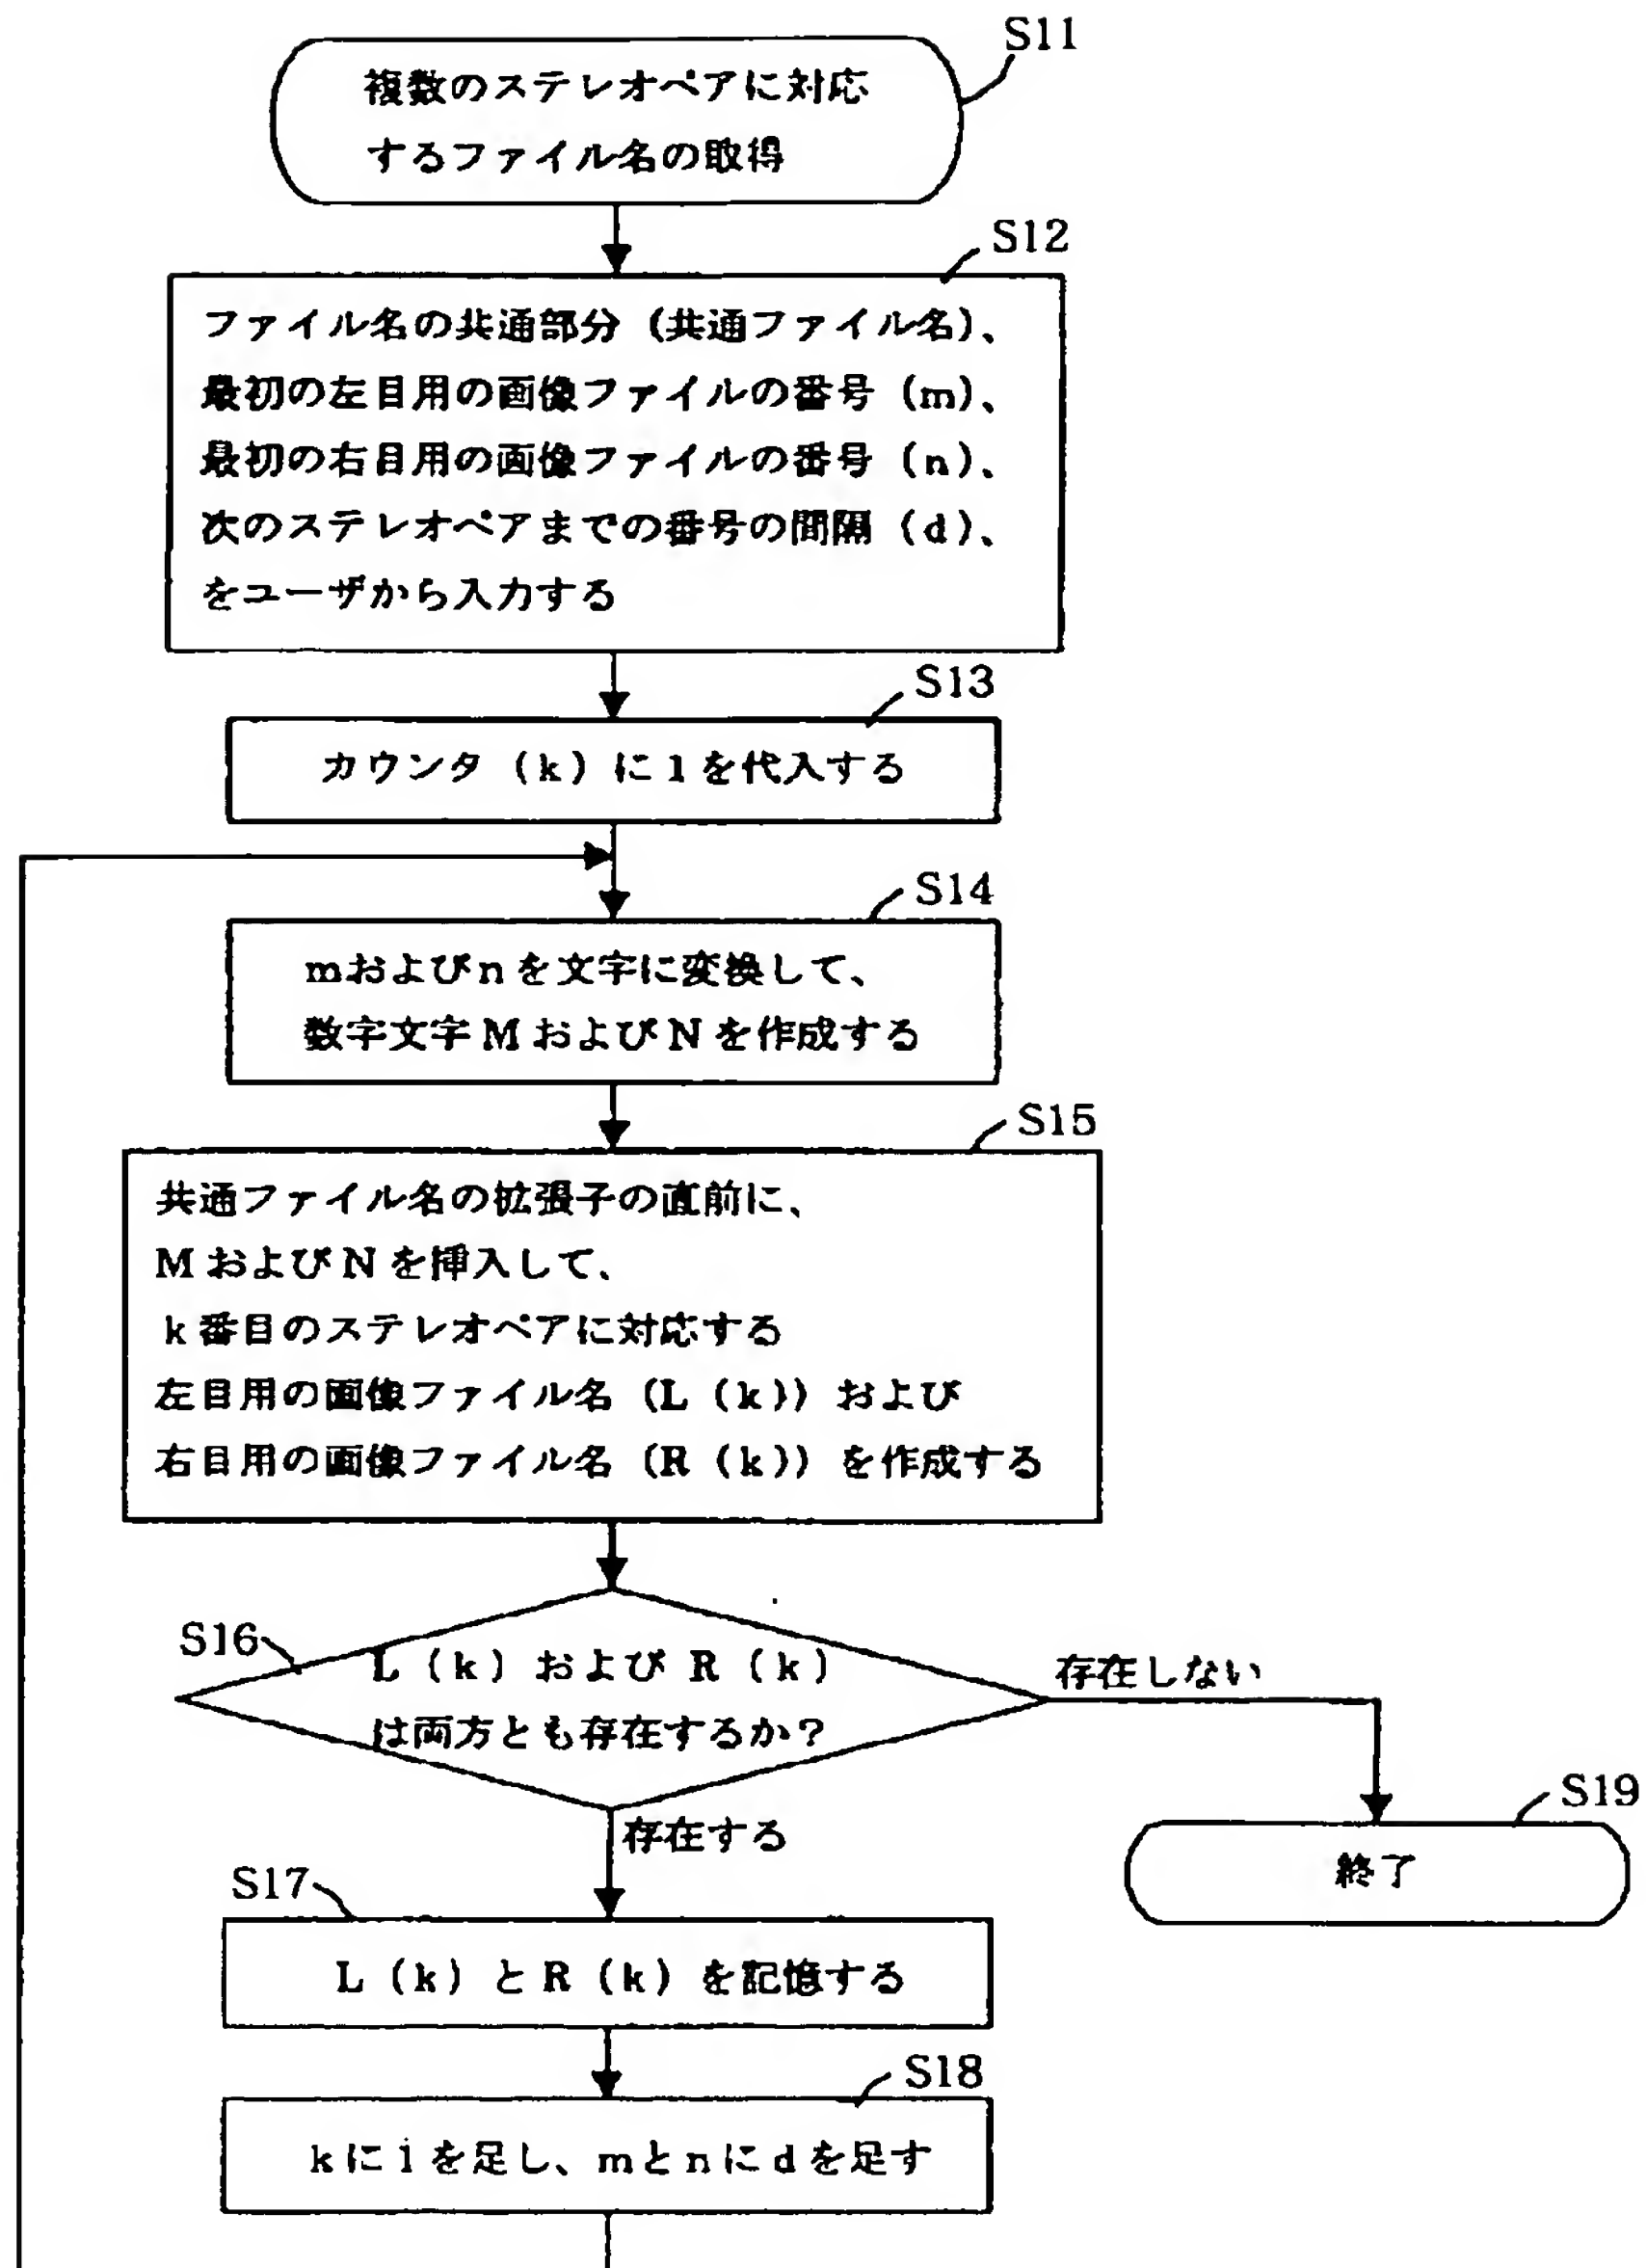 S11
複数のステレオペアに対応
するファイル名の取得
S12
ファイル名の共通部分（共通ファイル名）、
最初の左目用の画像ファイルの番号（m）、
最初の右目用の画像ファイルの番号（n）、
次のステレオペアまでの番号の間隔（d）、
をユーザから入力する
S13
カウンタ（k）に1を代入する
S14
mおよびnを文字に変換して、
数字文字MおよびNを作成する
S15
共通ファイル名の拡張子の直前に、
MおよびNを挿入して、
k番目のステレオペアに対応する
左目用の画像ファイル名（L（k））および
右目用の画像ファイル名（R（k））を作成する
S16
L（k）およびR（k）
は両方とも存在するか？
存在しない
存在する
S19
終了
S17
L（k）とR（k）を記憶する
S18
kに1を足し、mとnにdを足す